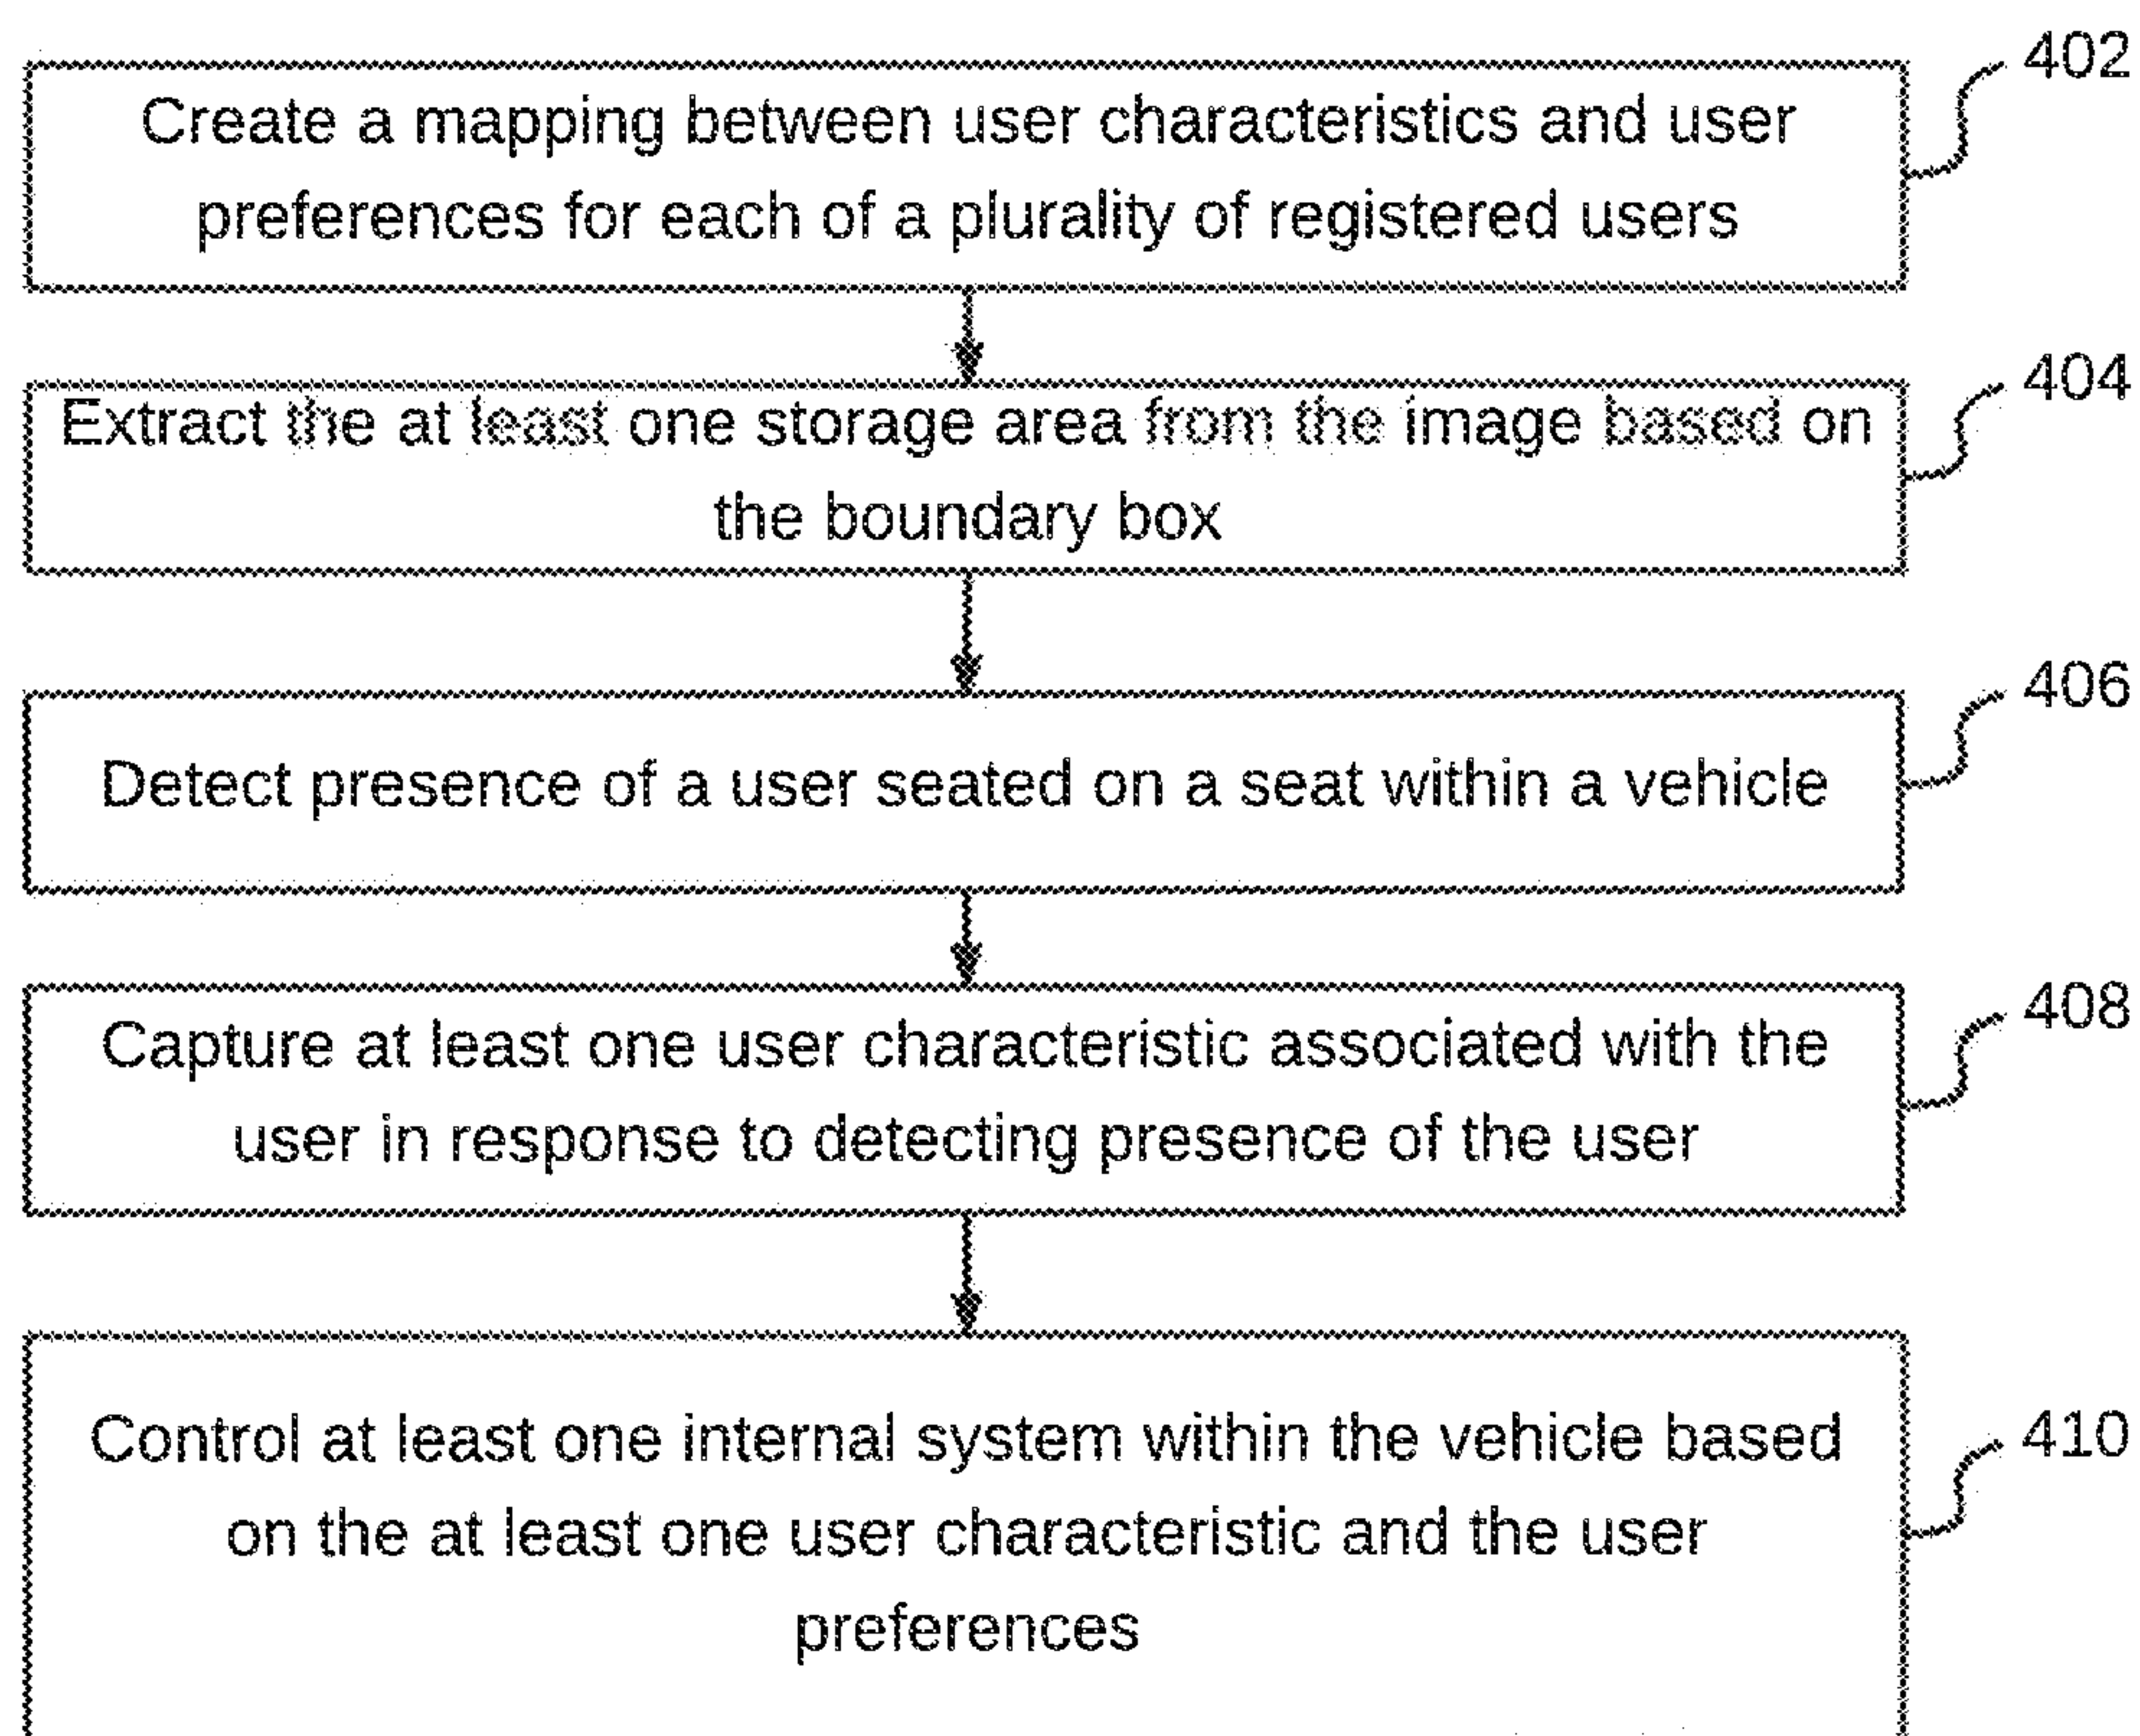 402
Create a mapping between user characteristics and user
preferences for each of a plurality of registered users
404
Extract the at least one storage area from the image based on
the boundary box
406
Detect presence of a user seated on a seat within a vehicle
408
Capture at least one user characteristic associated with the
user in response to detecting presence of the user
410
Control at least one internal system within the vehicle based
on the at least one user characteristic and the user
preferences